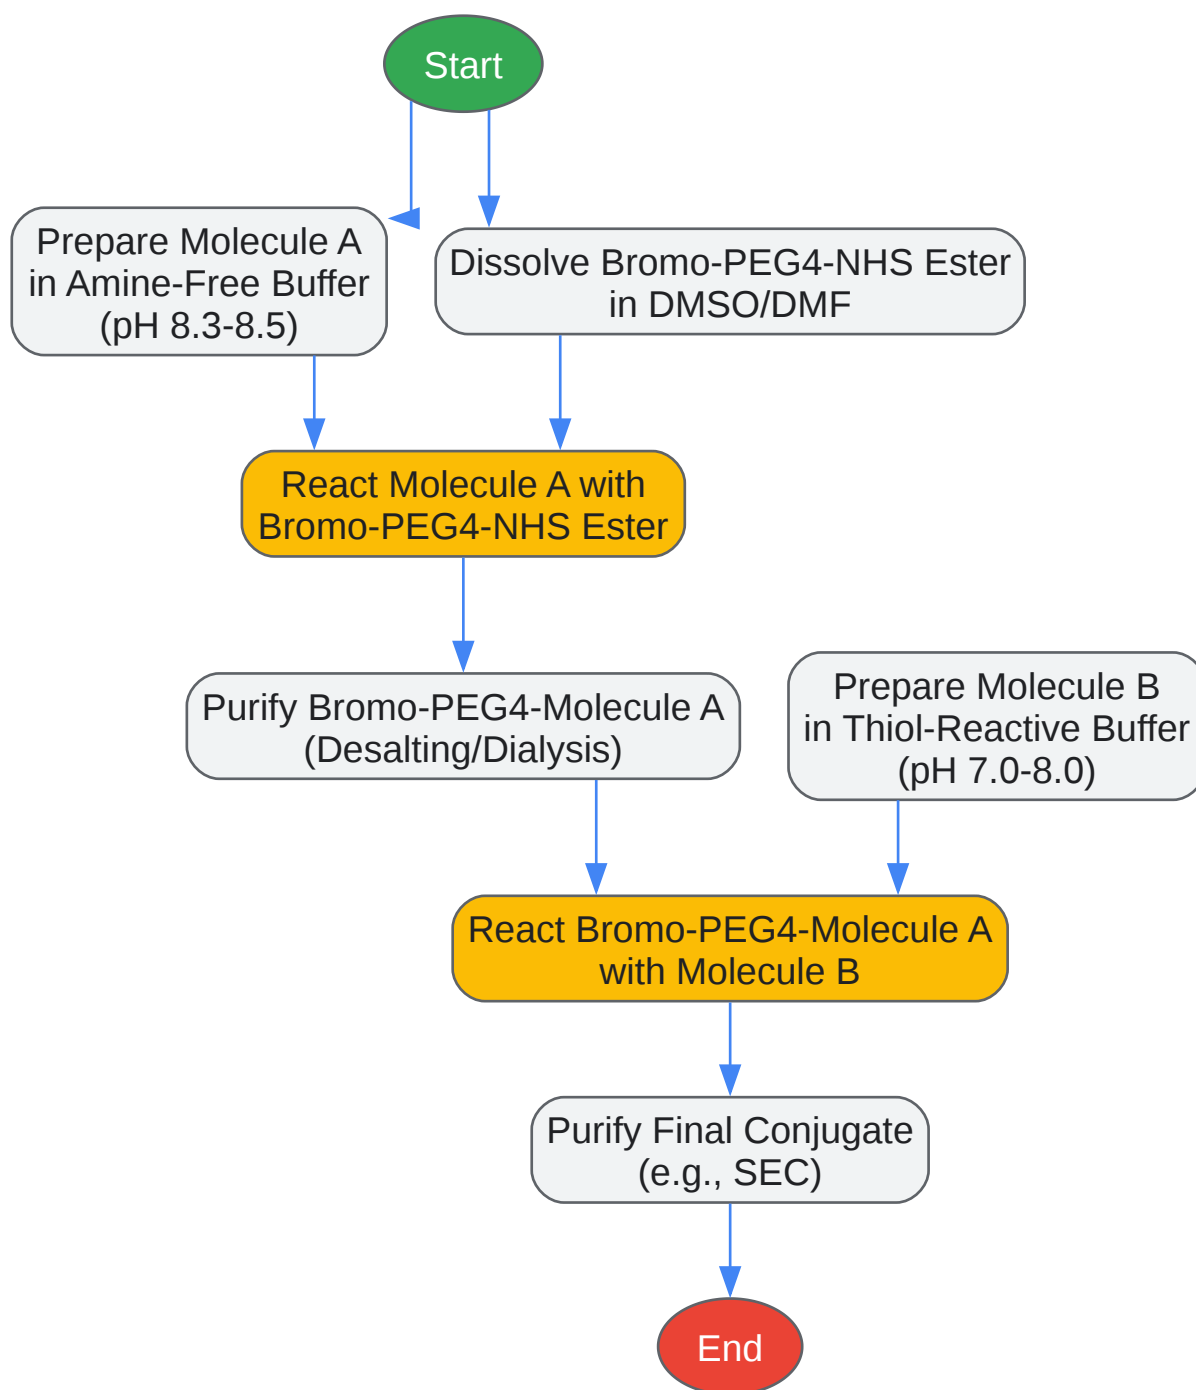 Start
Prepare Molecule A
in Amine-Free Buffer
(pH 8.3-8.5)
Dissolve Bromo-PEG4-NHS Ester
in DMSO/DMF
React Molecule A with
Bromo-PEG4-NHS Ester
Purify Bromo-PEG4-Molecule A
(Desalting/Dialysis)
Prepare Molecule B
in Thiol-Reactive Buffer
(pH 7.0-8.0)
React Bromo-PEG4-Molecule A
with Molecule B
Purify Final Conjugate
(e.g., SEC)
End